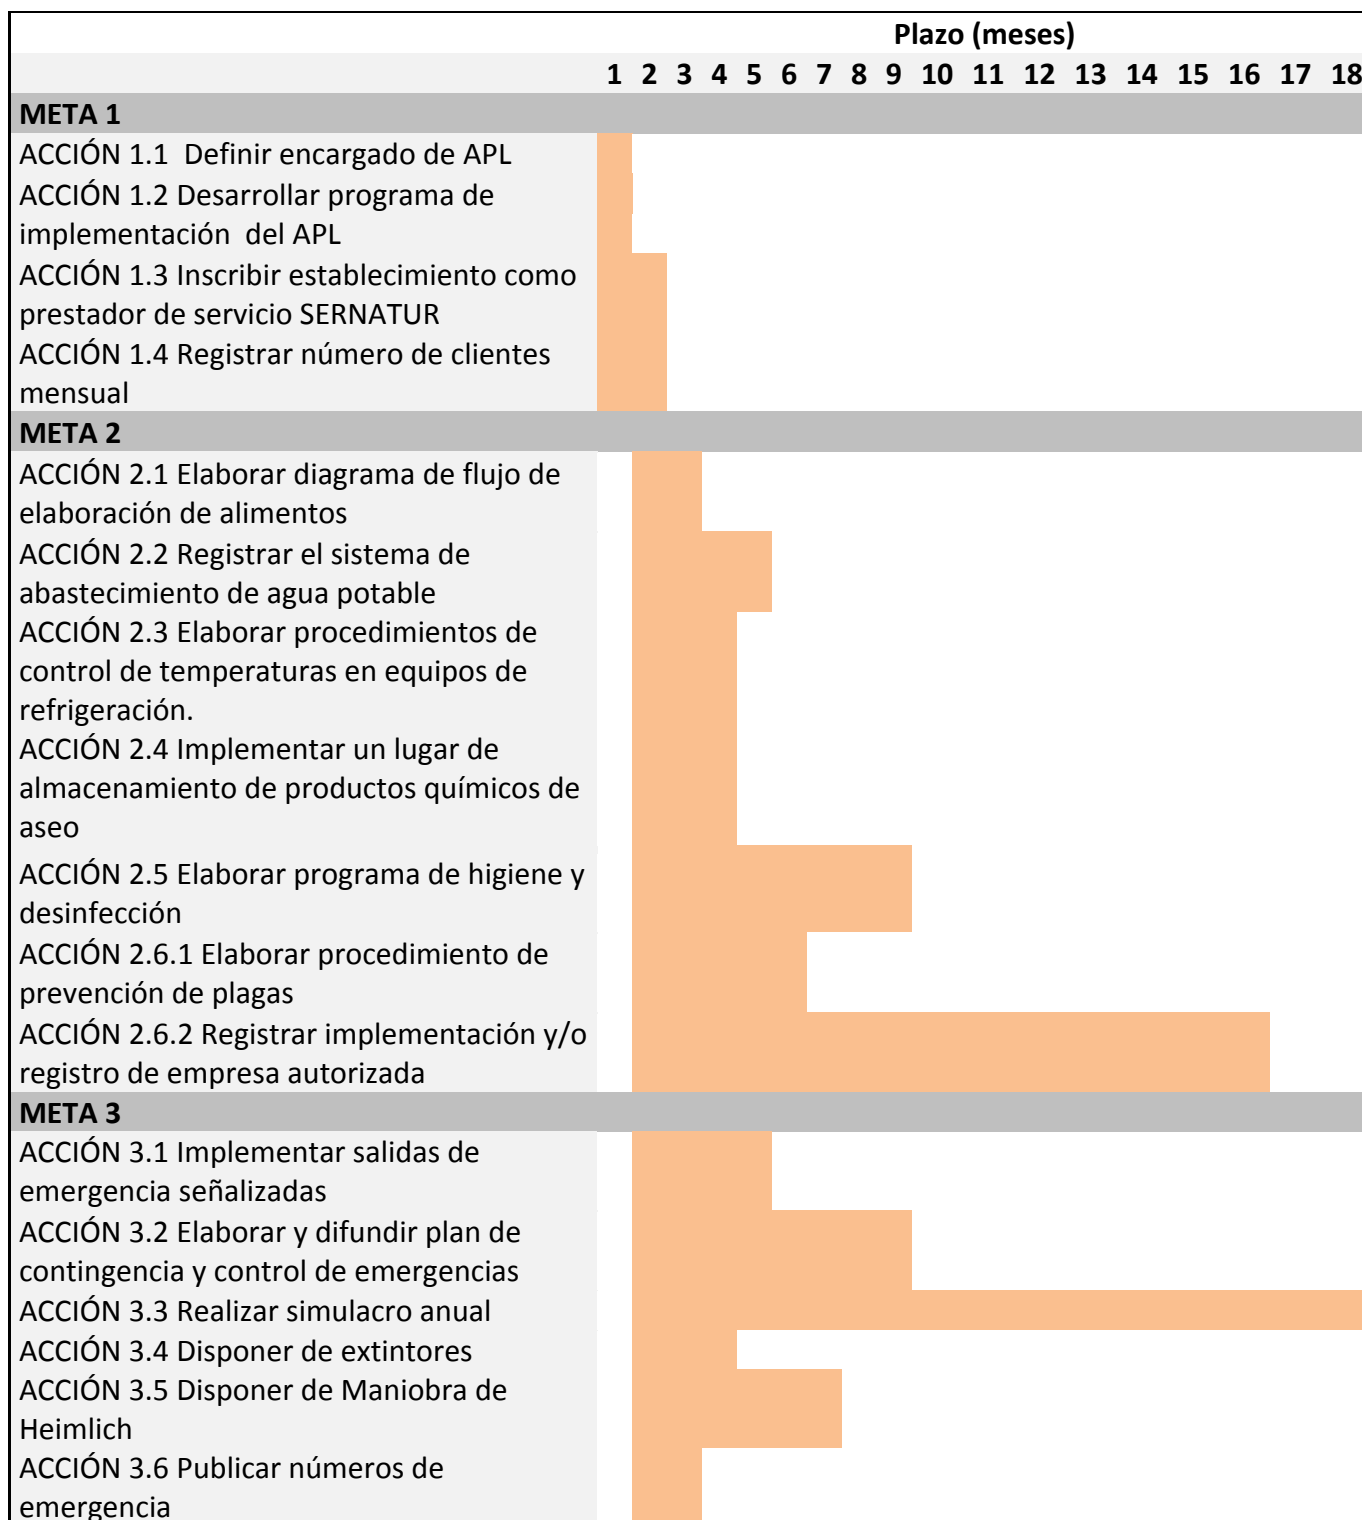 Plazo (meses)
1 2 3 4 5 6 7 8 9 10 11 12 13 14 15 16 17 18
META 1
ACCIÓN 1.1  Definir encargado de APL
ACCIÓN 1.2 Desarrollar programa de
implementación  del APL
ACCIÓN 1.3 Inscribir establecimiento como
prestador de servicio SERNATUR
ACCIÓN 1.4 Registrar número de clientes
mensual
META 2
ACCIÓN 2.1 Elaborar diagrama de flujo de
elaboración de alimentos
ACCIÓN 2.2 Registrar el sistema de
abastecimiento de agua potable
ACCIÓN 2.3 Elaborar procedimientos de
control de temperaturas en equipos de
refrigeración.
ACCIÓN 2.4 Implementar un lugar de
almacenamiento de productos químicos de
aseo
ACCIÓN 2.5 Elaborar programa de higiene y
desinfección
ACCIÓN 2.6.1 Elaborar procedimiento de
prevención de plagas
ACCIÓN 2.6.2 Registrar implementación y/o
registro de empresa autorizada
META 3
ACCIÓN 3.1 Implementar salidas de
emergencia señalizadas
ACCIÓN 3.2 Elaborar y difundir plan de
contingencia y control de emergencias
ACCIÓN 3.3 Realizar simulacro anual
ACCIÓN 3.4 Disponer de extintores
ACCIÓN 3.5 Disponer de Maniobra de
Heimlich
ACCIÓN 3.6 Publicar números de
emergencia